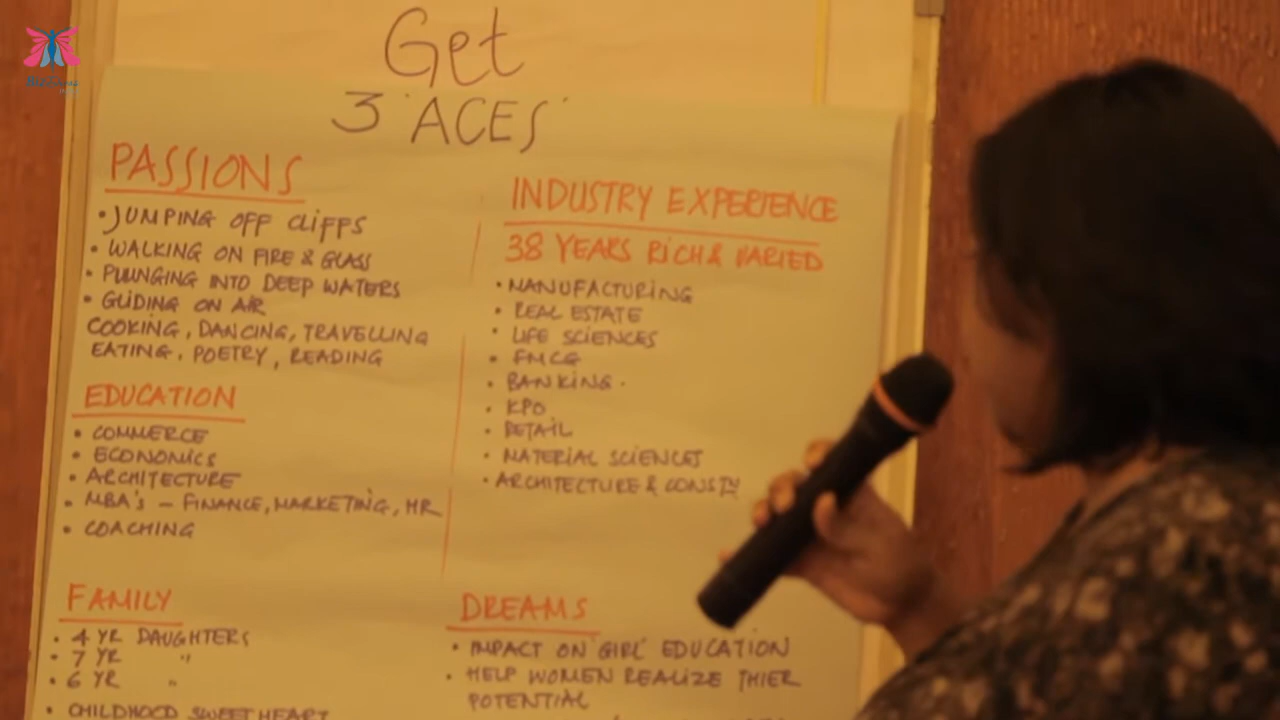 Get
3 'ACES'
PASSIONS
• JUMPING OFF CLIFFS
• WALKING ON FIRE & GLASS
• PLUNGING INTO DEEP WATERS
• GLIDING ON AIR
COOKING, DANCING, TRAVELLING
EATING, POETRY, READING
EDUCATION
• COMMERCE
• ECONOMICS
• ARCHITECTURE
• MBA's – FINANCE, MARKETING, HR
• COACHING
FAMILY
• 4 YR DAUGHTERS
• 7 YR "
• 6 YR "
• CHILDHOOD SWEETHEART
INDUSTRY EXPERIENCE
38 YEARS RICH & VARIED
• MANUFACTURING
• REAL ESTATE
• LIFE SCIENCES
• FMCG
• BANKING
• KPO
• RETAIL
• MATERIAL SCIENCES
• ARCHITECTURE &
DREAMS
• IMPACT ON 'GIRL' EDUCATION
• HELP WOMEN REALIZE THIER
POTENTIAL